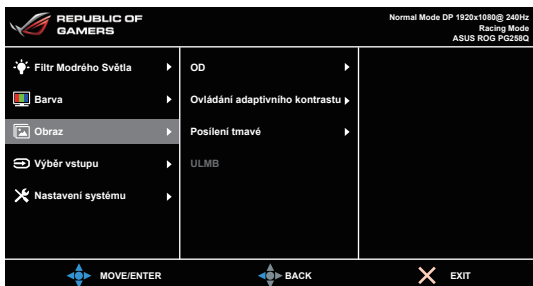 REPUBLIC OF
GAMERS
Normal Mode DP 1920x1080@ 240Hz
Racing Mode
ASUS ROG PG258Q
Filtr Modrého Světla
Barva
Obraz
Výběr vstupu
Nastavení systému
OD
Ovládání adaptivního kontrastu
Posílení tmavé
ULMB
MOVE/ENTER
BACK
EXIT